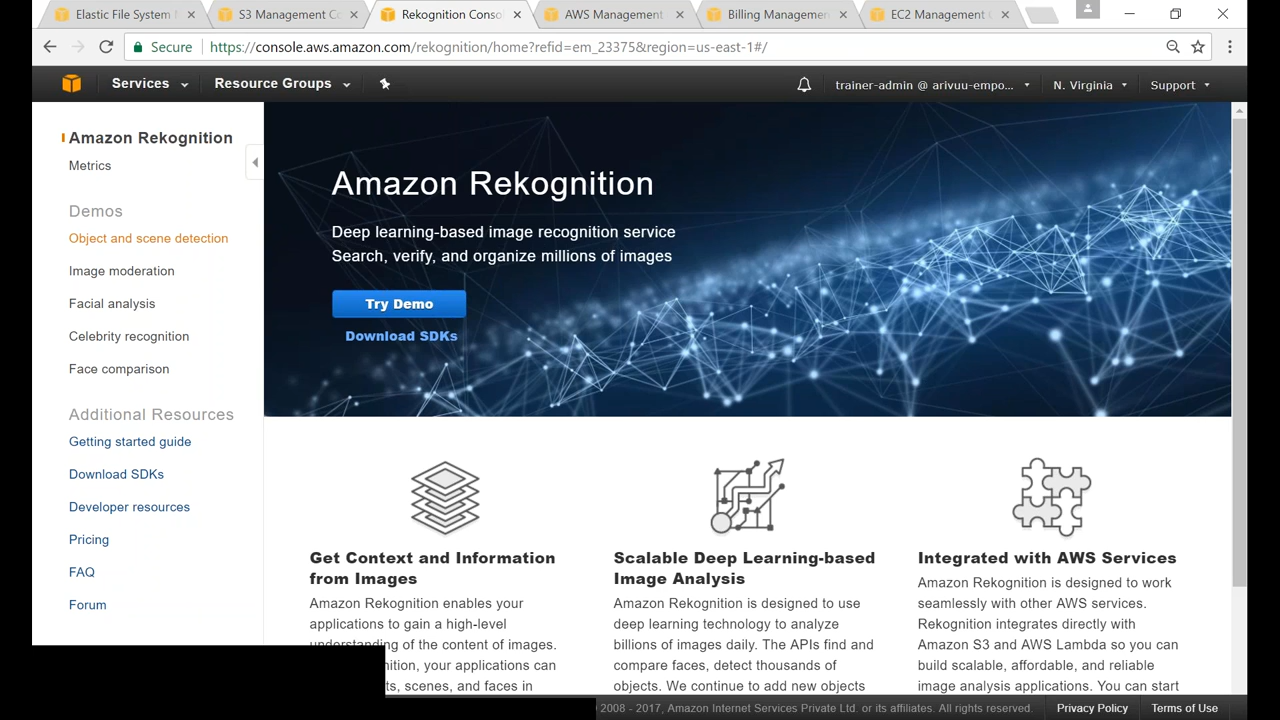 Elastic File System
S3 Management Co
Rekognition Conso
AWS Management
Billing Managemen
EC2 Management
Secure
https://console.aws.amazon.com/rekognition/home?refid=em_23375&region=us-east-1#/
Services
Resource Groups
trainer-admin @ arivuu-empo...
N. Virginia
Support
Amazon Rekognition
Metrics
Demos
Object and scene detection
Image moderation
Facial analysis
Celebrity recognition
Face comparison
Additional Resources
Getting started guide
Download SDKs
Developer resources
Pricing
FAQ
Forum
Amazon Rekognition
Deep learning-based image recognition service
Search, verify, and organize millions of images
Try Demo
Download SDKs
Get Context and Information
from Images
Amazon Rekognition enables your
applications to gain a high-level
understanding of the content of images.
nition, your applications can
ts, scenes, and faces in
Scalable Deep Learning-based
Image Analysis
Amazon Rekognition is designed to use
deep learning technology to analyze
billions of images daily. The APIs find and
compare faces, detect thousands of
objects. We continue to add new objects
Integrated with AWS Services
Amazon Rekognition is designed to work
seamlessly with other AWS services.
Rekognition integrates directly with
Amazon S3 and AWS Lambda so you can
build scalable, affordable, and reliable
image analysis applications. You can start
© 2008 - 2017, Amazon Internet Services Private Ltd. or its affiliates. All rights reserved.
Privacy Policy
Terms of Use